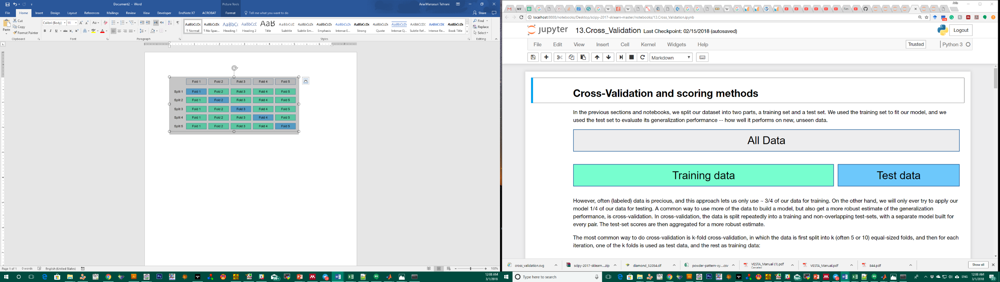 Document2 - Word
Picture Tools
Aria Mansouri Tehrani
File Home Insert Design Layout References Mailings Review View Developer EndNote X7 ACROBAT Format Tell me what you want to do Share
Paste
Cut
Copy
Format Painter
Calibri (Body) 11
Clipboard Font Paragraph Styles Editing
AaBbCcDc AaBbCcDc AaBbCc AaBbCcE AaB AaBbCcD AaBbCcDc AaBbCcDc AaBbCcDc AaBbCcDc AaBbCcDc AaBbCcDc AABBCCDC AABBCCDC AaBbCcDc
¶ Normal ¶ No Spac... Heading 1 Heading 2 Title Subtitle Subtle Em... Emphasis Intense E... Strong Quote Intense Q... Subtle Ref... Intense Re... Book Title
Find
Replace
Select
Fold 1 Fold 2 Fold 3 Fold 4 Fold 5
Split 1 Fold 1 Fold 2 Fold 3 Fold 4 Fold 5
Split 2 Fold 1 Fold 2 Fold 3 Fold 4 Fold 5
Split 3 Fold 1 Fold 2 Fold 3 Fold 4 Fold 5
Split 4 Fold 1 Fold 2 Fold 3 Fold 4 Fold 5
Split 5 Fold 1 Fold 2 Fold 3 Fold 4 Fold 5
Page 1 of 1 0 words English (United States) 100%
12:08 AM
3/1/2018
localhost:8888/notebooks/Desktop/scipy-2017-sklearn-master/notebooks/13.Cross_Validation.ipynb
jupyter 13.Cross_Validation Last Checkpoint: 02/15/2018 (autosaved) Logout
File Edit View Insert Cell Kernel Widgets Help Trusted Python 3
Markdown
Cross-Validation and scoring methods
In the previous sections and notebooks, we split our dataset into two parts, a training set and a test set. We used the training set to fit our model, and we
used the test set to evaluate its generalization performance -- how well it performs on new, unseen data.
All Data
Training data Test data
However, often (labeled) data is precious, and this approach lets us only use ~ 3/4 of our data for training. On the other hand, we will only ever try to apply our
model 1/4 of our data for testing. A common way to use more of the data to build a model, but also get a more robust estimate of the generalization
performance, is cross-validation. In cross-validation, the data is split repeatedly into a training and non-overlapping test-sets, with a separate model built for
every pair. The test-set scores are then aggregated for a more robust estimate.
The most common way to do cross-validation is k-fold cross-validation, in which the data is first split into k (often 5 or 10) equal-sized folds, and then for each
iteration, one of the k folds is used as test data, and the rest as training data:
cross_validation.svg scipy-2017-sklearn....zip diamond_52054.cif powder-pattern-xy....csv VESTA_Manual (1).pdf VESTA_Manual.pdf 844.pdf Show all
Canceled
Type here to search
ENG
12:08 AM
3/1/2018